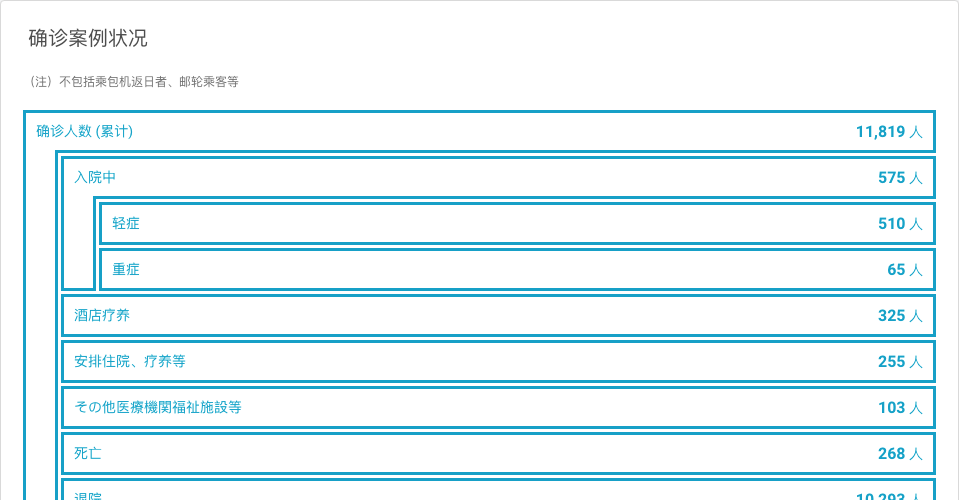 确诊案例状况
（注）不包括乘包机返日者、邮轮乘客等
确诊人数 (累计) 11,819 人
入院中 575 人
轻症 510 人
重症 65 人
酒店疗养 325 人
安排住院、疗养等 255 人
その他医療機関福祉施設等 103 人
死亡 268 人
退院 10,293 人